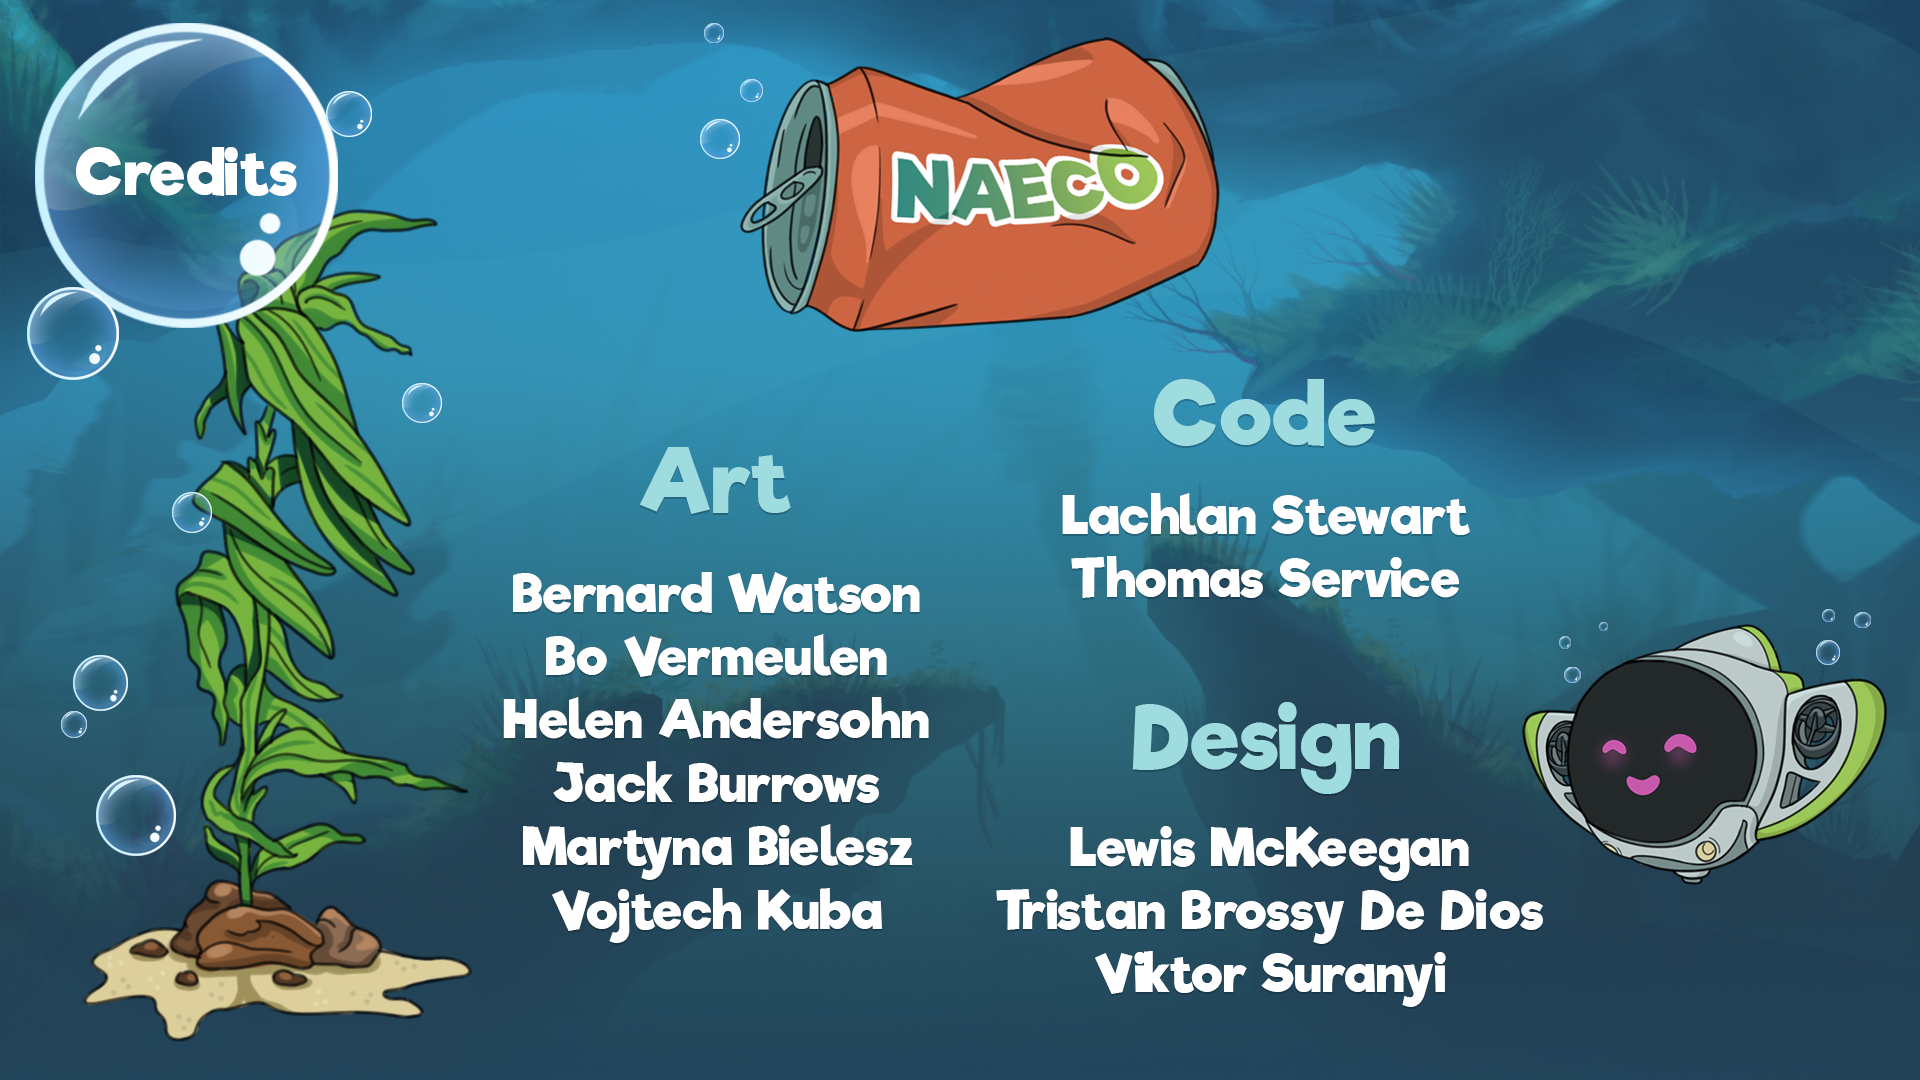 Credits
NAECO
Art
Bernard Watson
Bo Vermeulen
Helen Andersohn
Jack Burrows
Martyna Bielesz
Vojtech Kuba
Code
Lachlan Stewart
Thomas Service
Design
Lewis McKeegan
Tristan Brossy De Dios
Viktor Suranyi